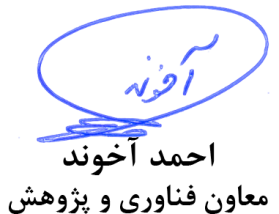 آخوند
احمد آخوند
معاون فناوری و پژوهش